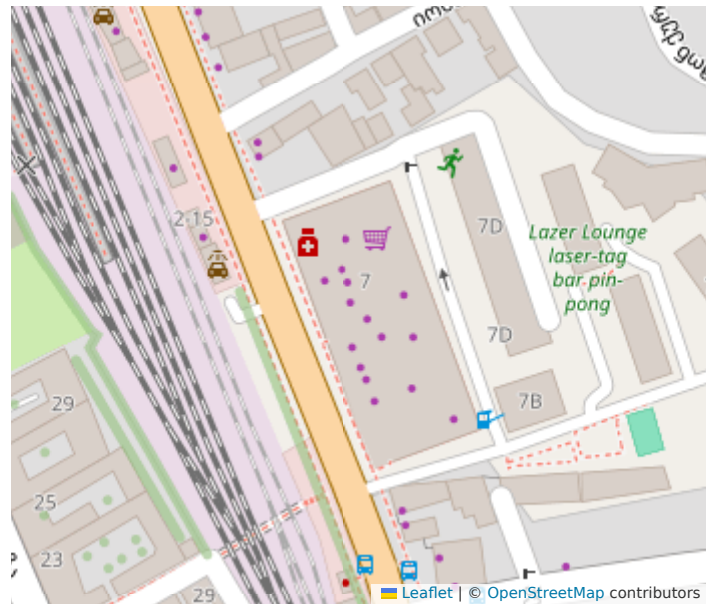 2-15
7D
Lazer Lounge
laser-tag
bar pin-
pong
7
7D
7B
29
25
23
29
Leaflet | © OpenStreetMap contributors